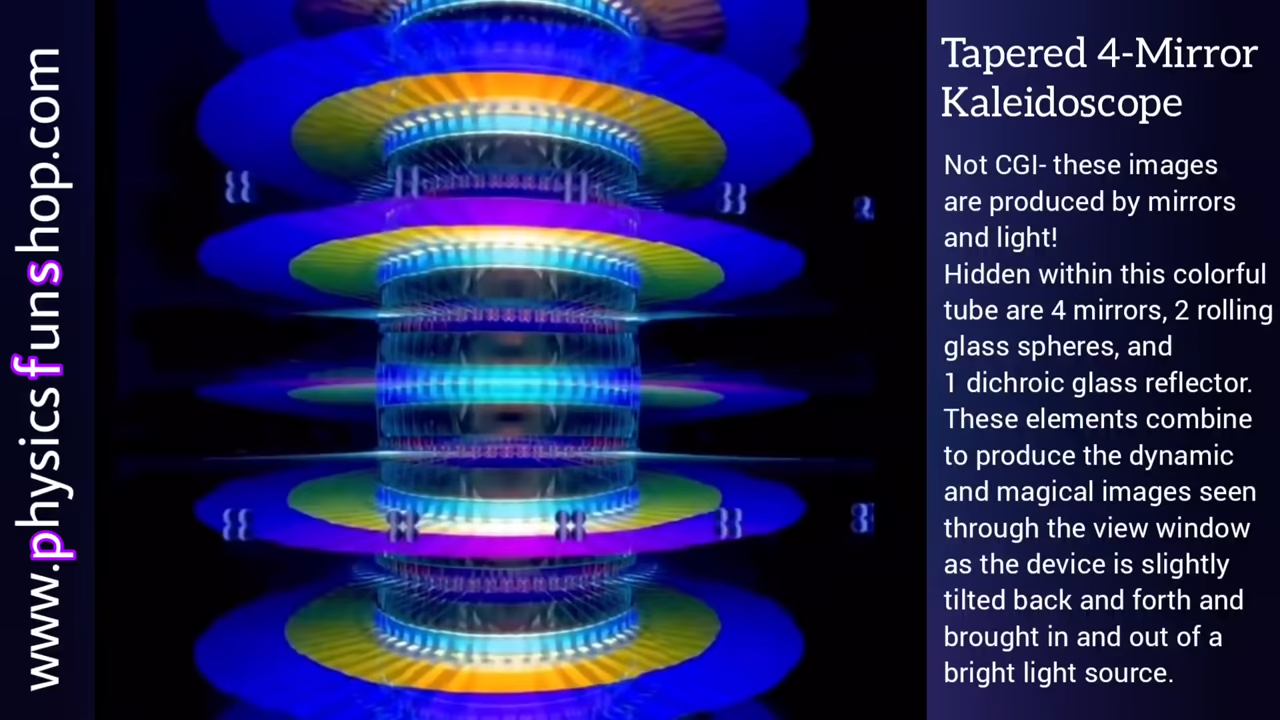 www.physicsfunshop.com
Tapered 4-Mirror
Kaleidoscope
Not CGI- these images
are produced by mirrors
and light!
Hidden within this colorful
tube are 4 mirrors, 2 rolling
glass spheres, and
1 dichroic glass reflector.
These elements combine
to produce the dynamic
and magical images seen
through the view window
as the device is slightly
tilted back and forth and
brought in and out of a
bright light source.